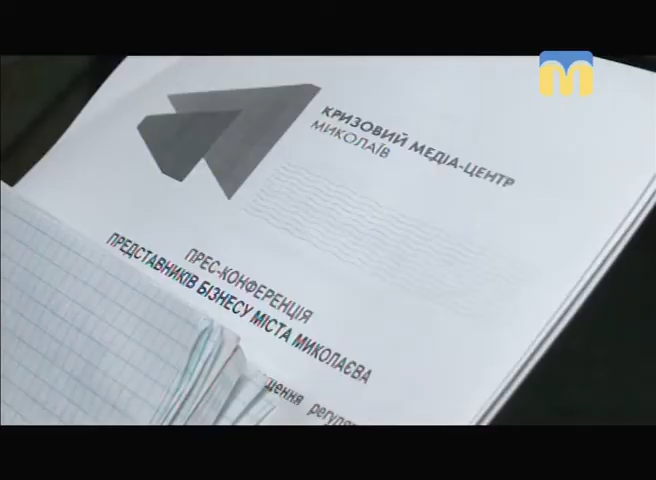 КРИЗОВИЙ МЕДІА-ЦЕНТР
МИКОЛАЇВ
ПРЕС-КОНФЕРЕНЦІЯ
ПРЕДСТАВНИКІВ БІЗНЕСУ МІСТА МИКОЛАЄВА